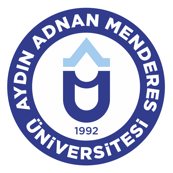 AYDIN ADNAN MENDERES
ÜNİVERSİTESİ
1992